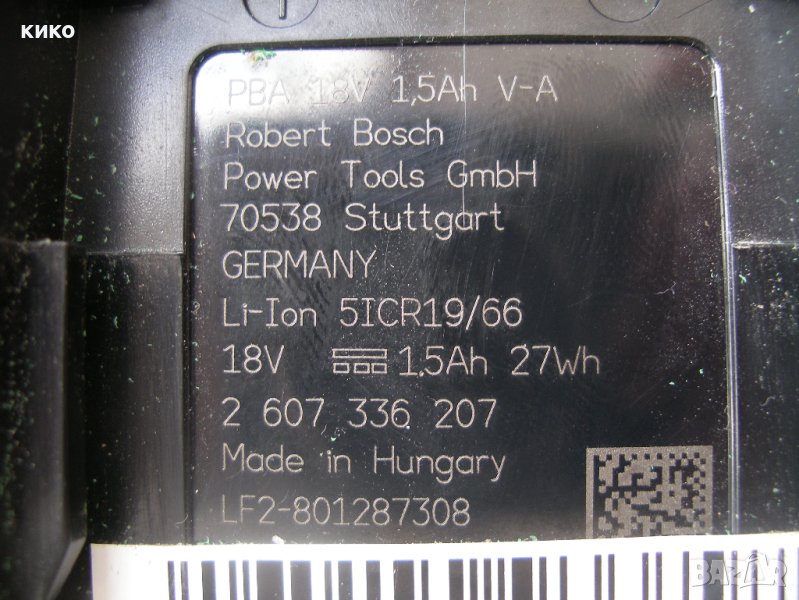 кико
PBA 18V 1,5Ah V-A
Robert Bosch
Power Tools GmbH
70538 Stuttgart
GERMANY
Li-Ion 5ICR19/66
18V 1.5Ah 27Wh
2 607 336 207
Made in Hungary
LF2-801287308
BAZAR